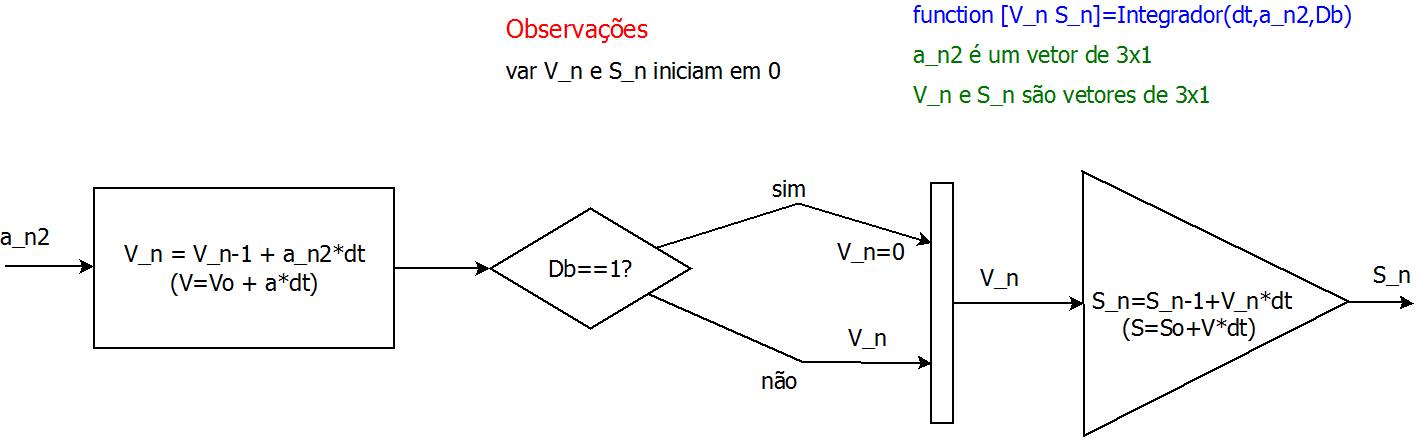 Observações
var V_n e S_n iniciam em 0
function [V_n S_n]=Integrador(dt,a_n2,Db)
a_n2 é um vetor de 3x1
V_n e S_n são vetores de 3x1
a_n2
V_n = V_n-1 + a_n2*dt
(V=Vo + a*dt)
Db==1?
sim
V_n=0
V_n
não
V_n
S_n=S_n-1+V_n*dt
(S=So+V*dt)
S_n